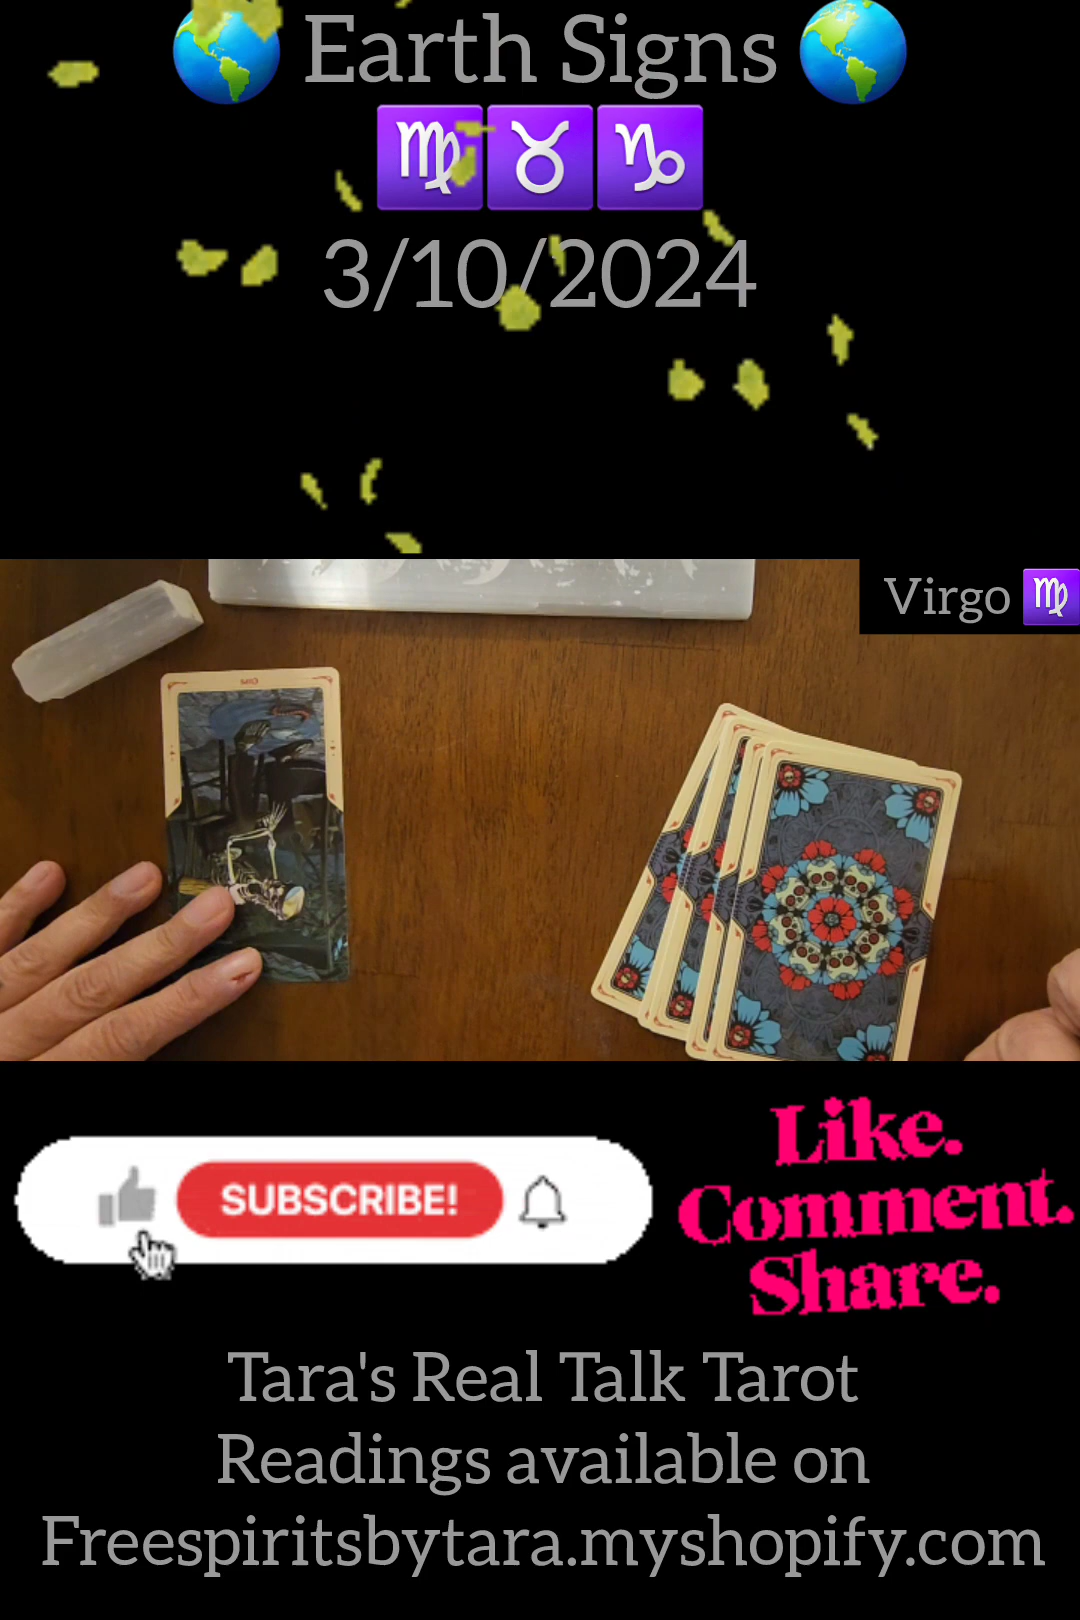 🌎 Earth Signs 🌎
♍♉♑
3/10/2024
Virgo ♍
SUBSCRIBE!
Like.
Comment.
Share.
Tara's Real Talk Tarot
Readings available on
Freespiritsbytara.myshopify.com